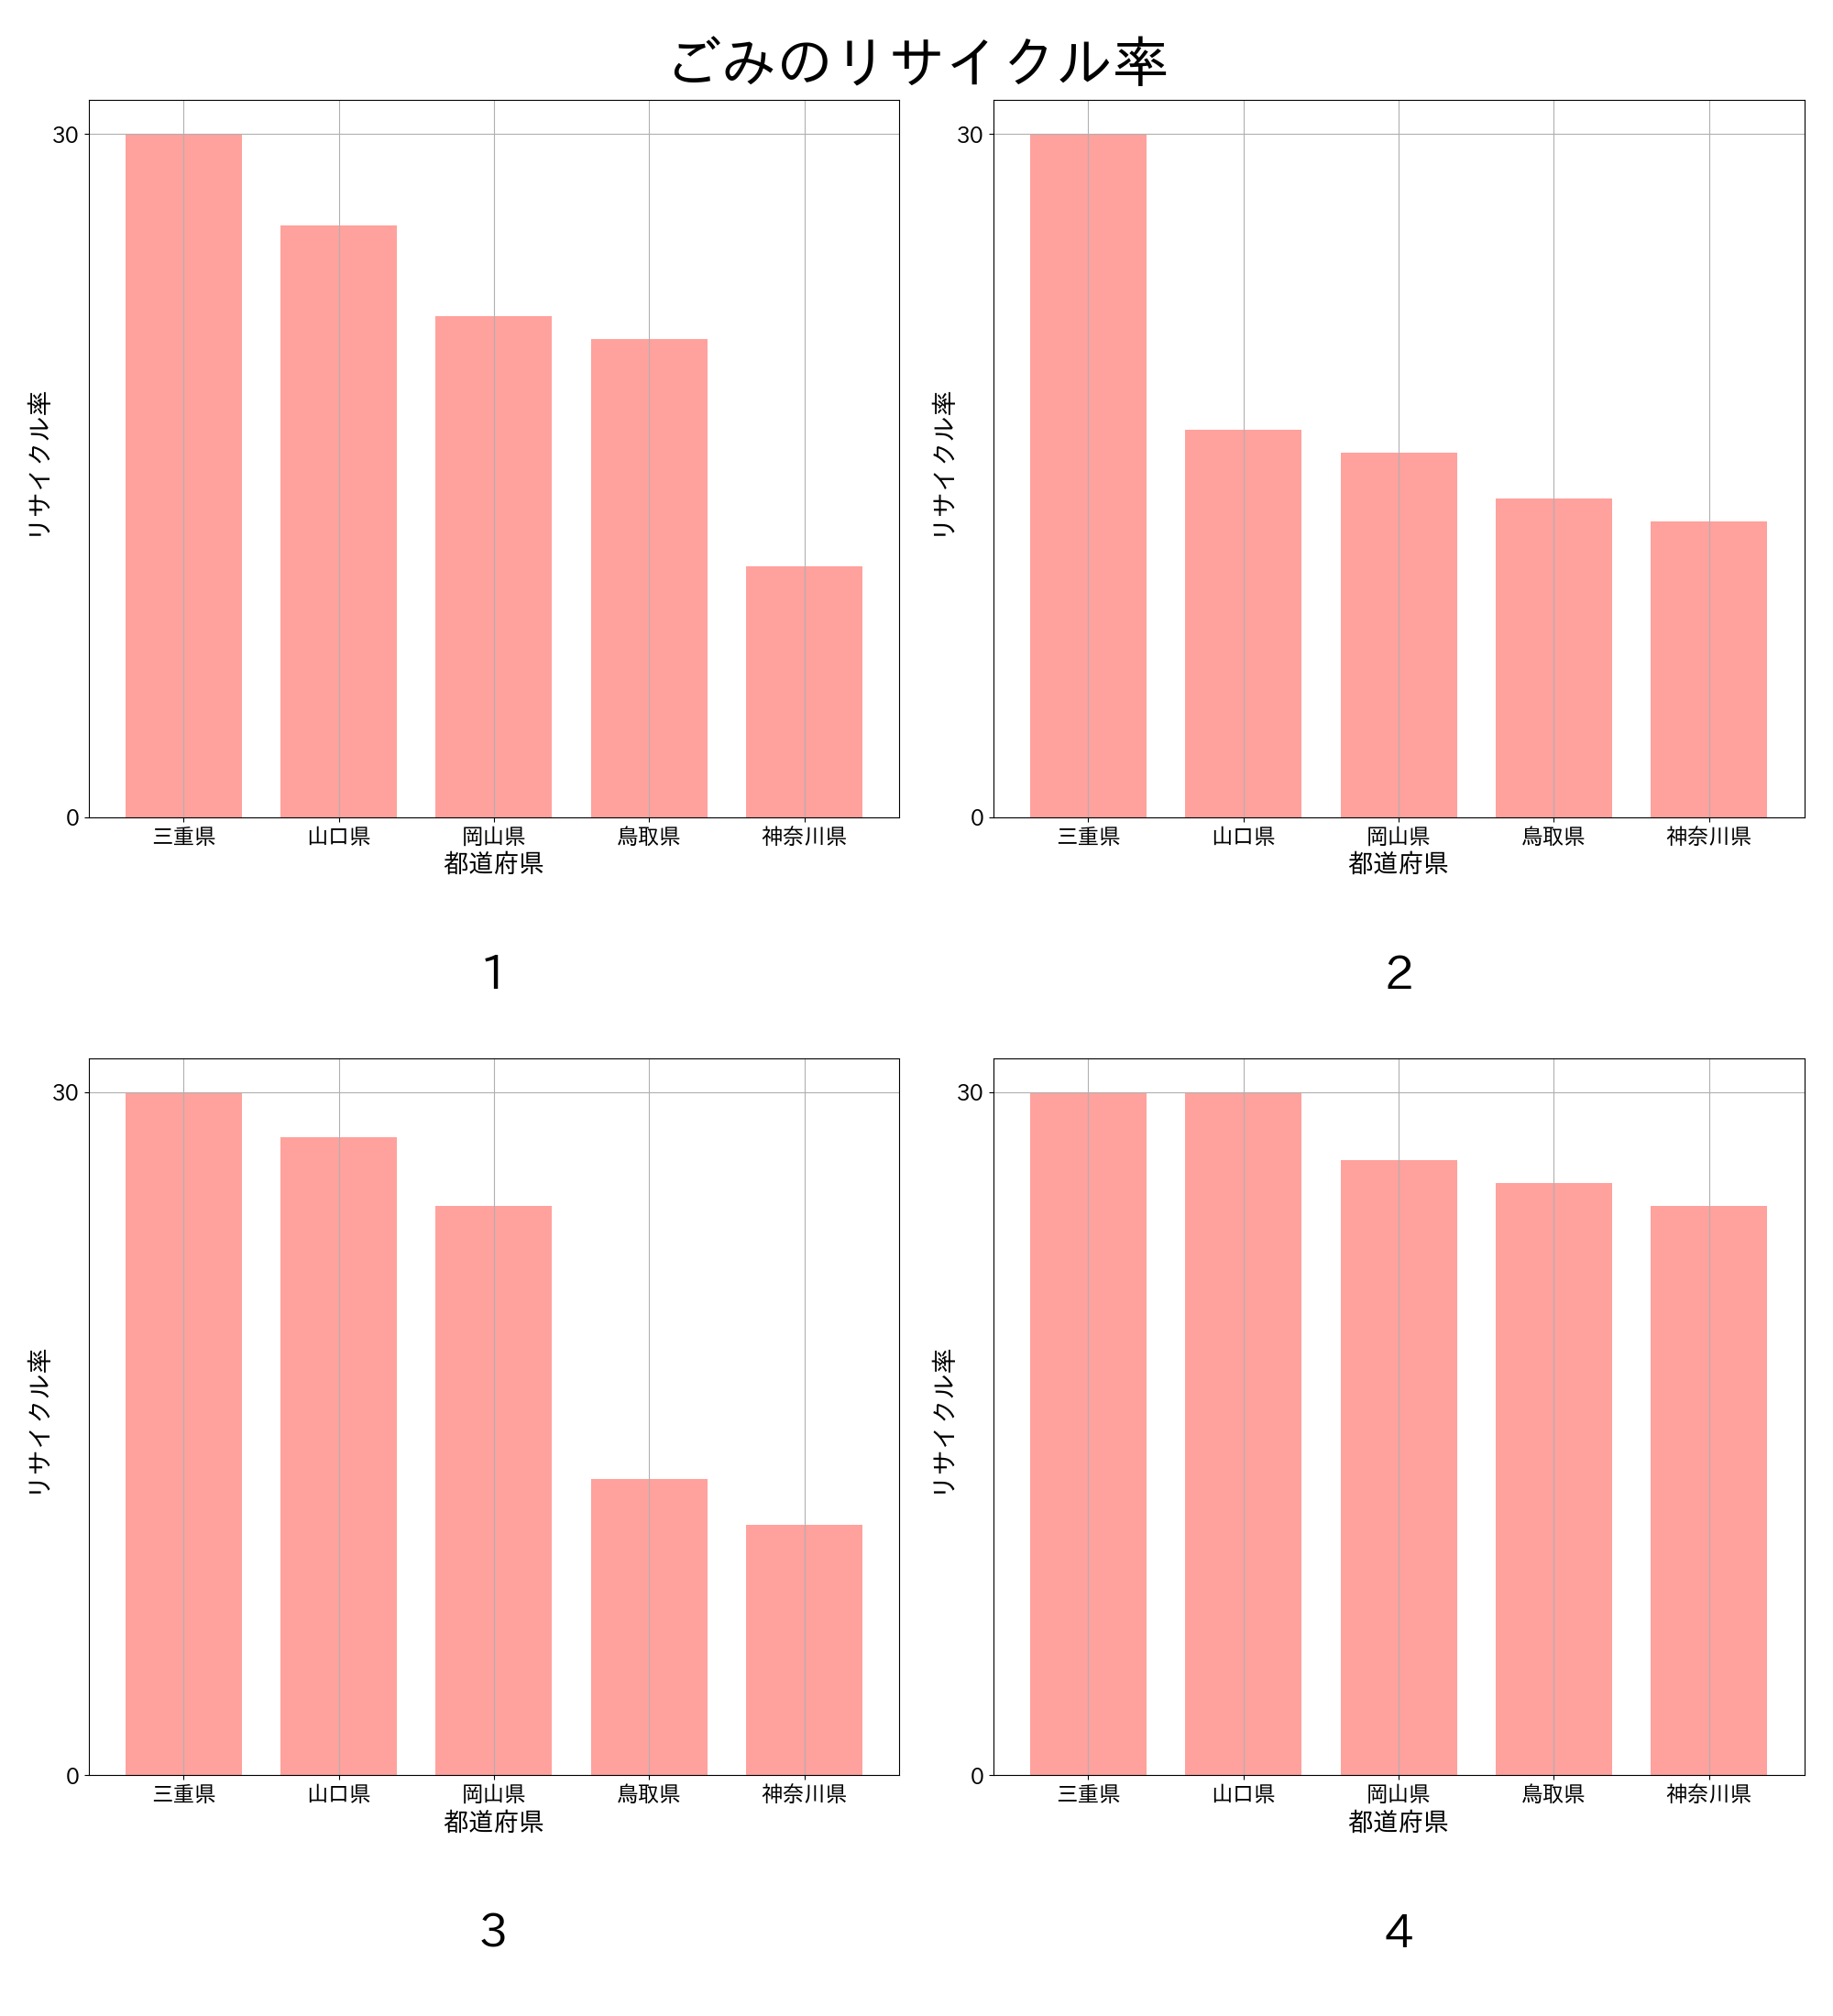 ごみのリサイクル率
30
0
リサイクル率
三重県 山口県 岡山県 鳥取県 神奈川県
都道府県
1
30
0
リサイクル率
三重県 山口県 岡山県 鳥取県 神奈川県
都道府県
2
30
0
リサイクル率
三重県 山口県 岡山県 鳥取県 神奈川県
都道府県
3
30
0
リサイクル率
三重県 山口県 岡山県 鳥取県 神奈川県
都道府県
4